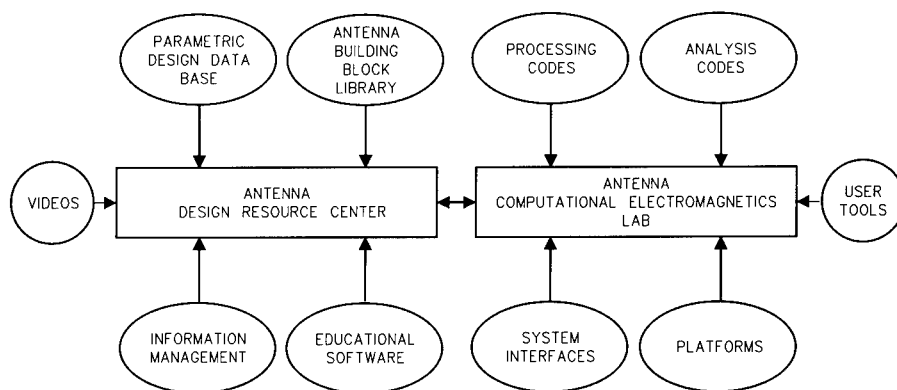 PARAMETRIC
DESIGN DATA
BASE
ANTENNA
BUILDING
BLOCK
LIBRARY
PROCESSING
CODES
ANALYSIS
CODES
VIDEOS
ANTENNA
DESIGN RESOURCE CENTER
ANTENNA
COMPUTATIONAL ELECTROMAGNETICS
LAB
USER
TOOLS
INFORMATION
MANAGEMENT
EDUCATIONAL
SOFTWARE
SYSTEM
INTERFACES
PLATFORMS